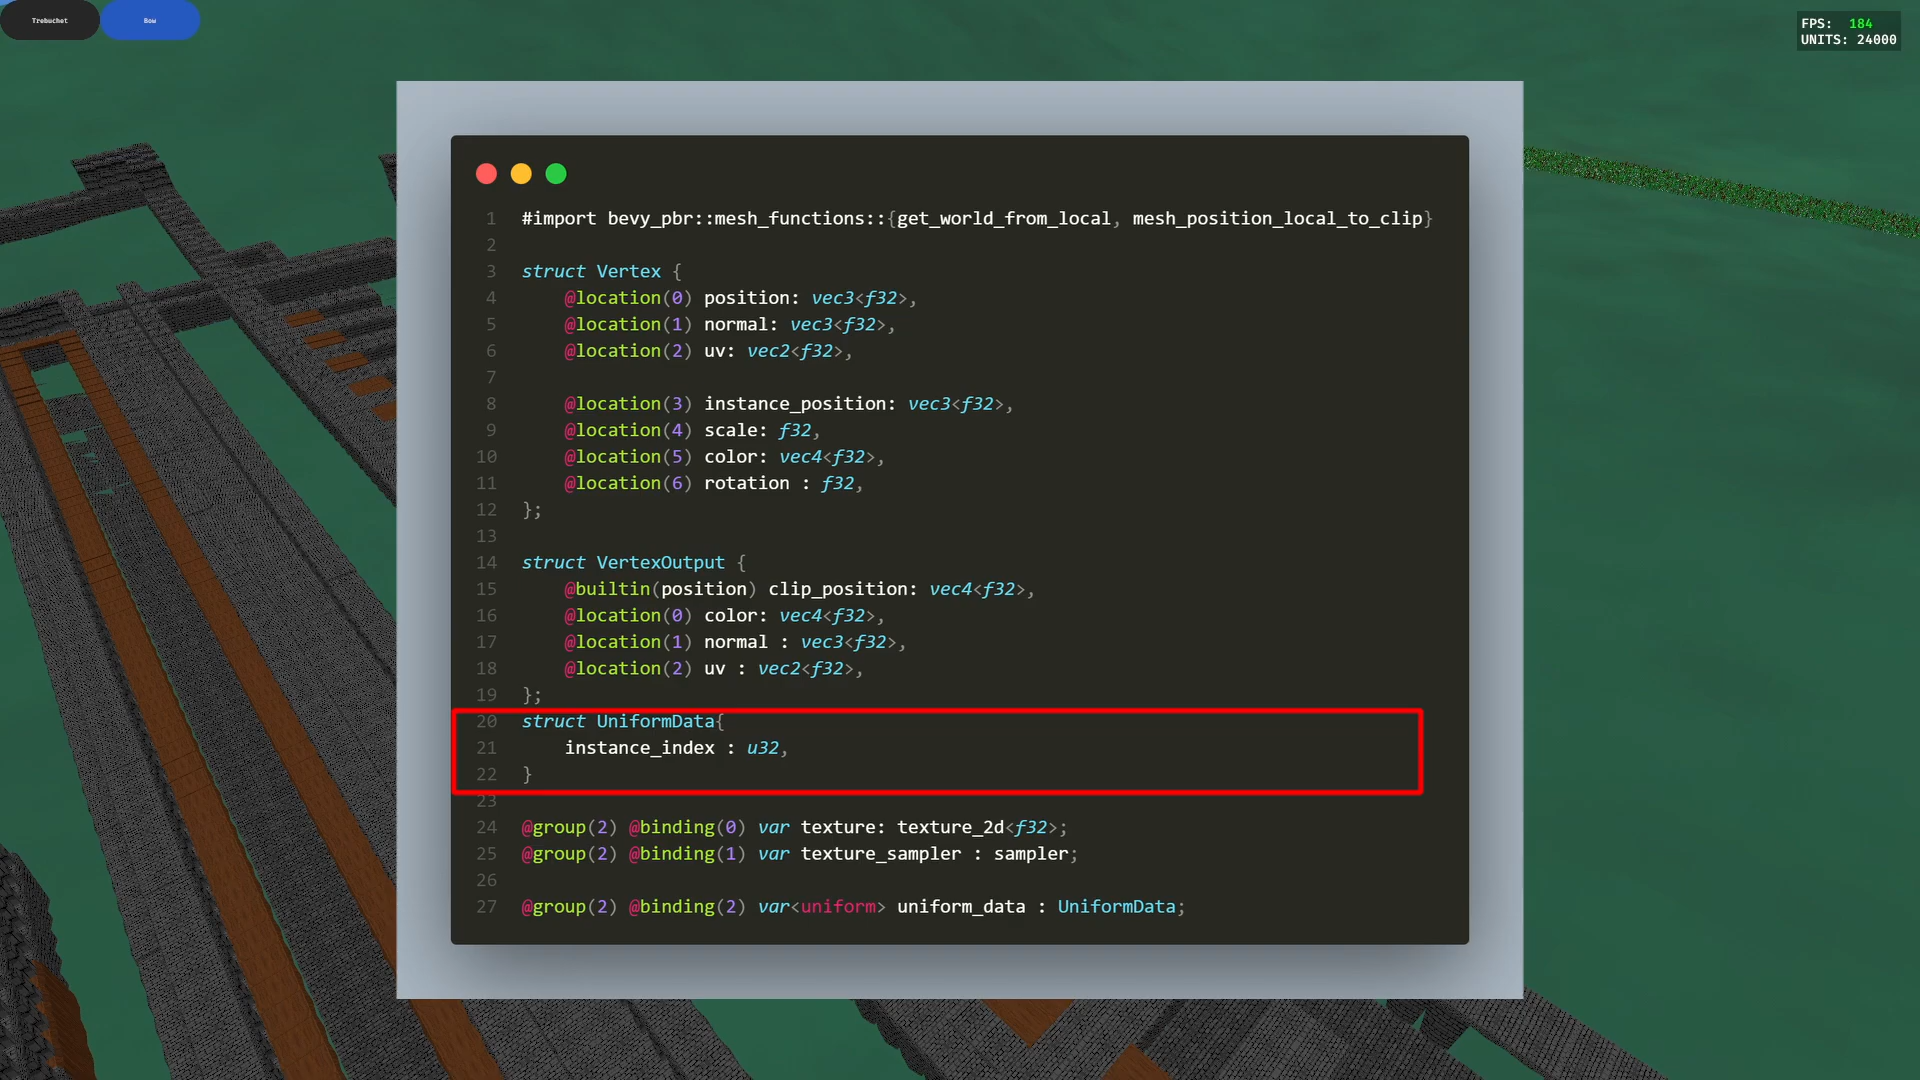 Trebuchet
Bow
FPS: 184
UNITS: 24000
1 #import bevy_pbr::mesh_functions::{get_world_from_local, mesh_position_local_to_clip}
2
3 struct Vertex {
4     @location(0) position: vec3<f32>,
5     @location(1) normal: vec3<f32>,
6     @location(2) uv: vec2<f32>,
7
8     @location(3) instance_position: vec3<f32>,
9     @location(4) scale: f32,
10     @location(5) color: vec4<f32>,
11     @location(6) rotation : f32,
12 };
13
14 struct VertexOutput {
15     @builtin(position) clip_position: vec4<f32>,
16     @location(0) color: vec4<f32>,
17     @location(1) normal : vec3<f32>,
18     @location(2) uv : vec2<f32>,
19 };
20 struct UniformData{
21     instance_index : u32,
22 }
23
24 @group(2) @binding(0) var texture: texture_2d<f32>;
25 @group(2) @binding(1) var texture_sampler : sampler;
26
27 @group(2) @binding(2) var<uniform> uniform_data : UniformData;